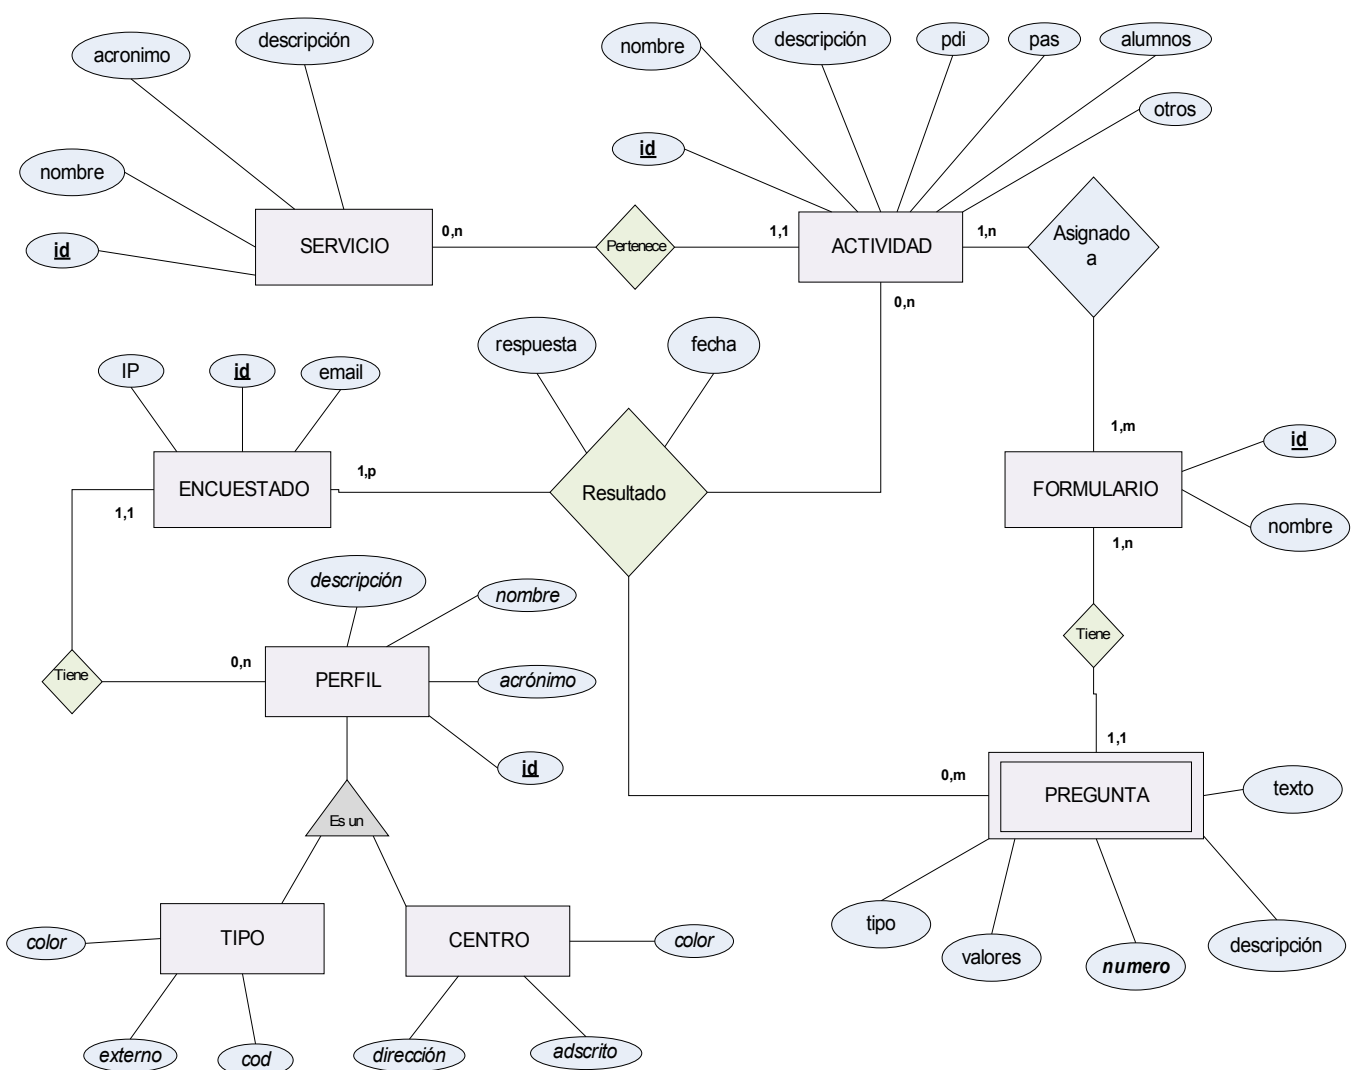 descripción
acronimo
nombre
id
SERVICIO
0,n
Pertenece
1,1
nombre
descripción
pdi
pas
alumnos
otros
id
ACTIVIDAD
1,n
Asignado
a
0,n
respuesta
fecha
IP
id
email
ENCUESTADO
1,p
1,1
Resultado
1,m
FORMULARIO
id
nombre
1,n
Tiene
descripción
nombre
Tiene
0,n
PERFIL
acrónimo
id
1,1
0,m
PREGUNTA
texto
Es un
tipo
valores
numero
descripción
color
TIPO
CENTRO
color
externo
cod
dirección
adscrito